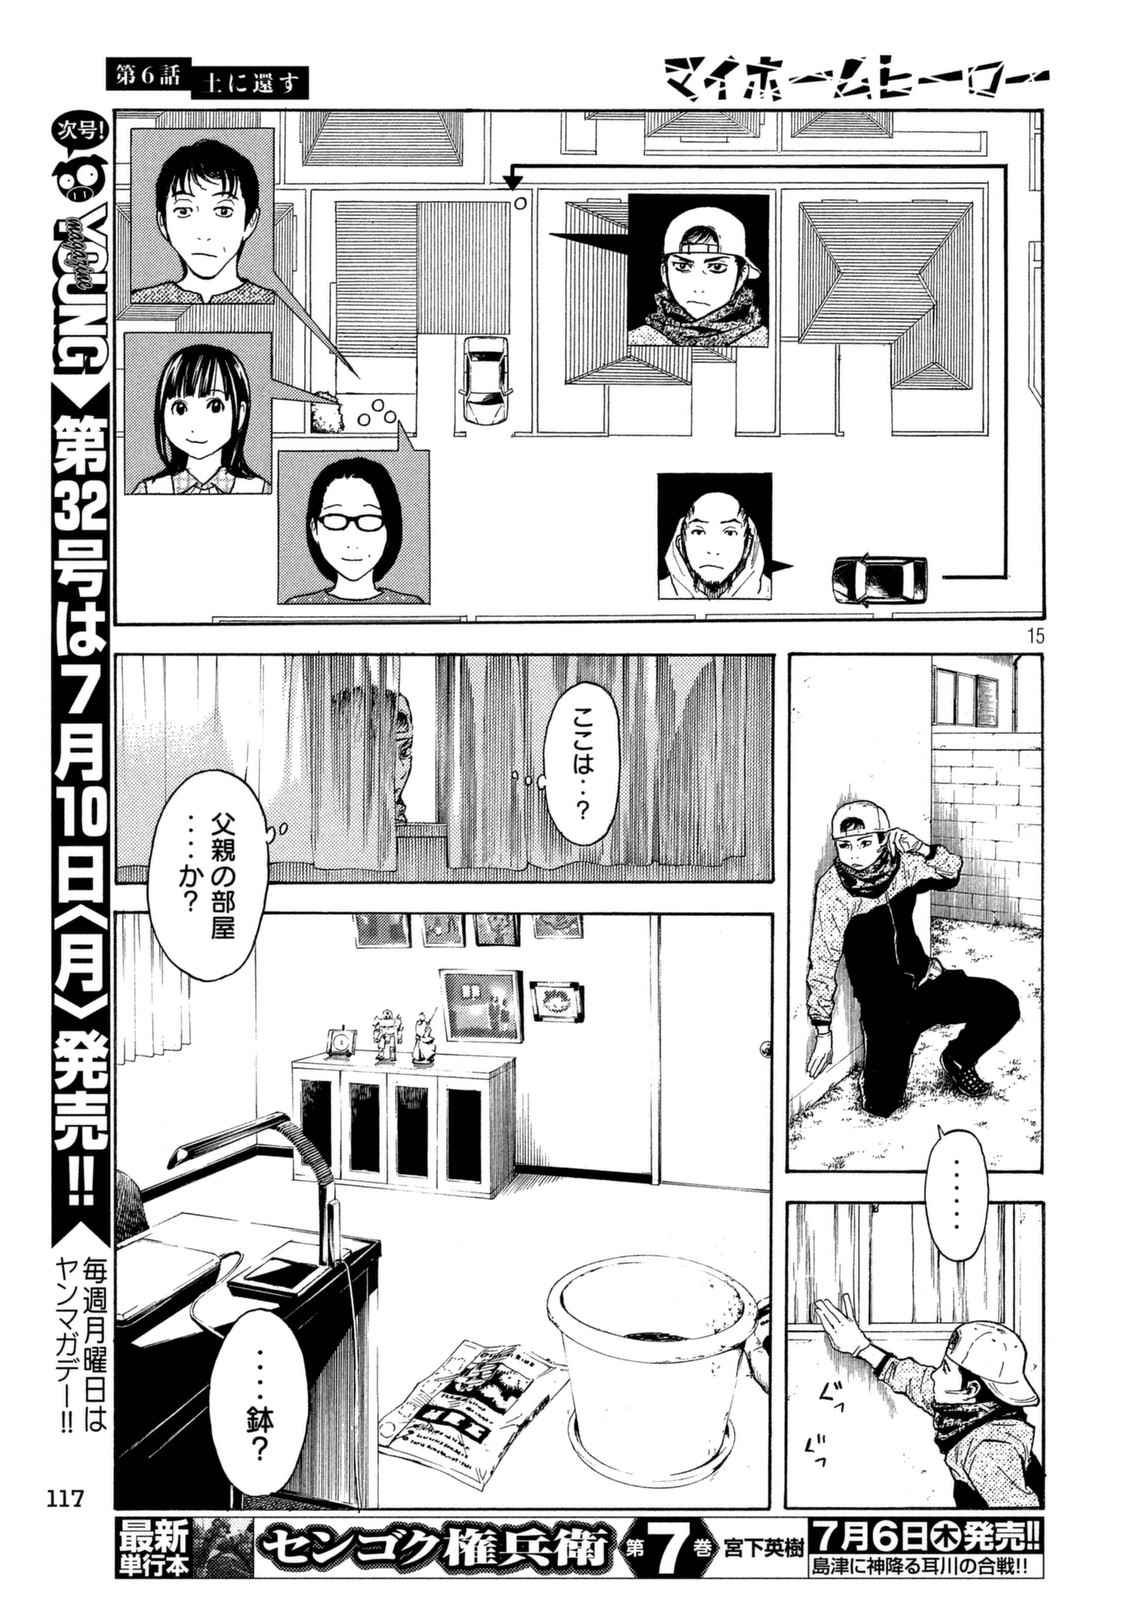 マイホームヒーロー
第6話
土に還す
15
ここは‥?
父親の部屋
‥‥か?
‥‥‥
ぐっ
ぐっ
‥‥鉢?
次号!
YOUNG
magazine
第32号は7月10日〈月〉発売!!
毎週月曜日は
ヤンマガデー!!
117
最新
単行本
センゴク権兵衛
第7巻
宮下英樹
7月6日(木)発売!!
島津に神降る耳川の合戦!!